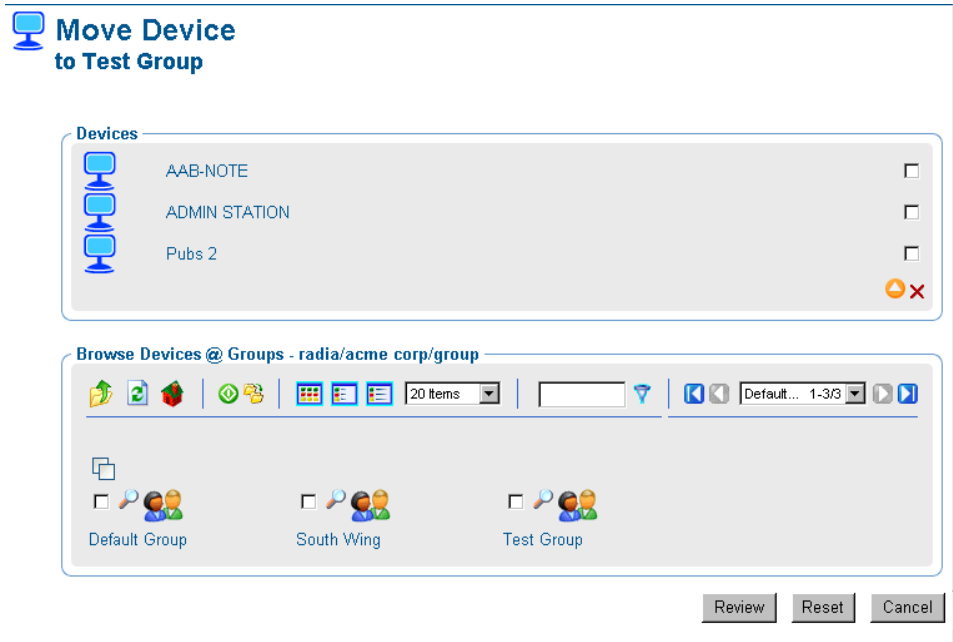 Move Device
to Test Group
Devices
AAB-NOTE
ADMIN STATION
Pubs 2
Browse Devices @ Groups - radia/acme corp/group
20 Items
Default... 1-3/3
Default Group
South Wing
Test Group
Review
Reset
Cancel